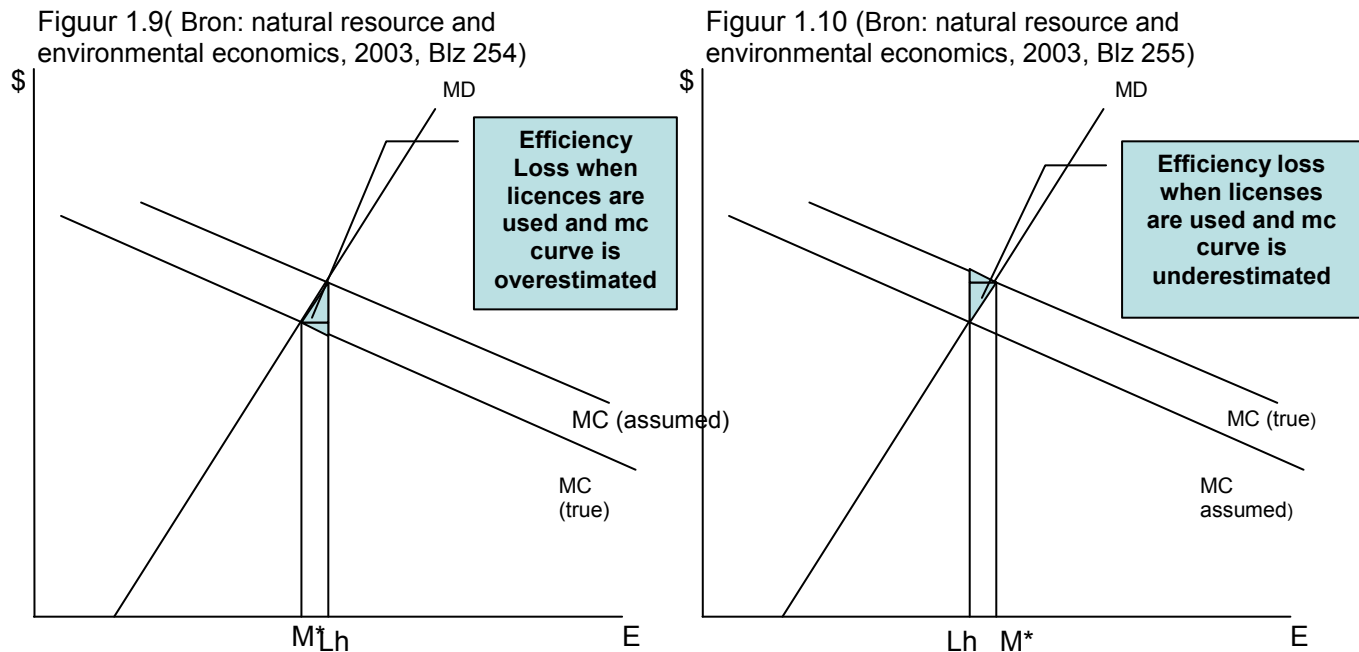 Figuur 1.9( Bron: natural resource and
environmental economics, 2003, Blz 254)
$
MD
Efficiency
Loss when
licences are
used and mc
curve is
overestimated
MC (assumed)
MC
(true)
M*
Lh
E
Figuur 1.10 (Bron: natural resource and
environmental economics, 2003, Blz 255)
$
MD
Efficiency loss
when licenses
are used and mc
curve is
underestimated
MC (true)
MC
assumed)
Lh
M*
E